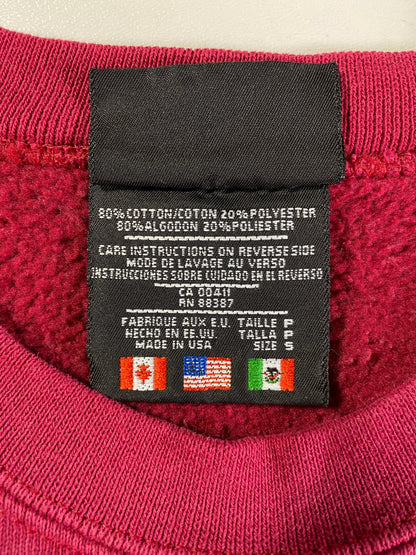 80% COTTON/COTON 20% POLYESTER
80% ALGODON 20% POLIESTER
CARE INSTRUCTIONS ON REVERSE SIDE
MODE DE LAVAGE AU VERSO
INSTRUCCIONES SOBRE CUIDADO EN EL REVERSO
CA 00411
RN 88387
FABRIQUE AUX E.U. TAILLE P
HECHO EN EE.UU. TALLA P
MADE IN USA SIZE S